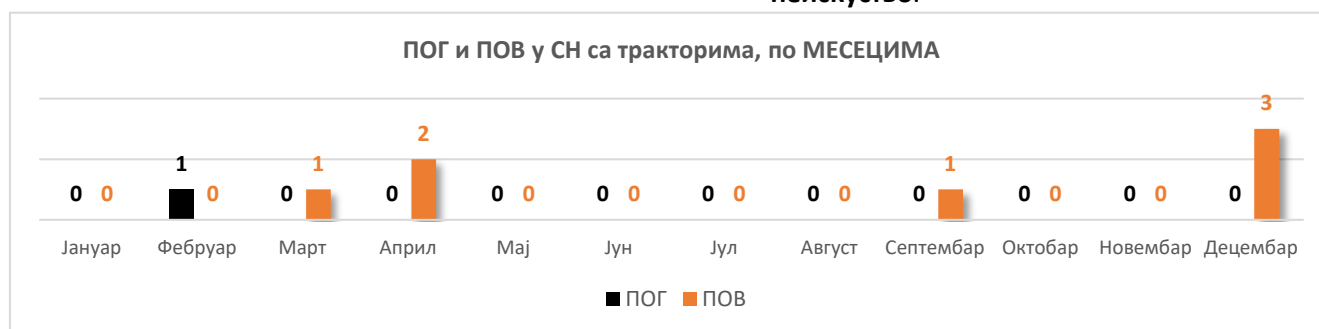 ПОГ и ПОВ у СН са тракторима, по МЕСЕЦИМА
3
2
1 1 1
0 0 0 0 0 0 0 0 0 0 0 0 0 0 0 0 0 0 0
Јануар Фебруар Март Април Мај Јун Јул Август Септембар Октобар Новембар Децембар
ПОГ ПОВ